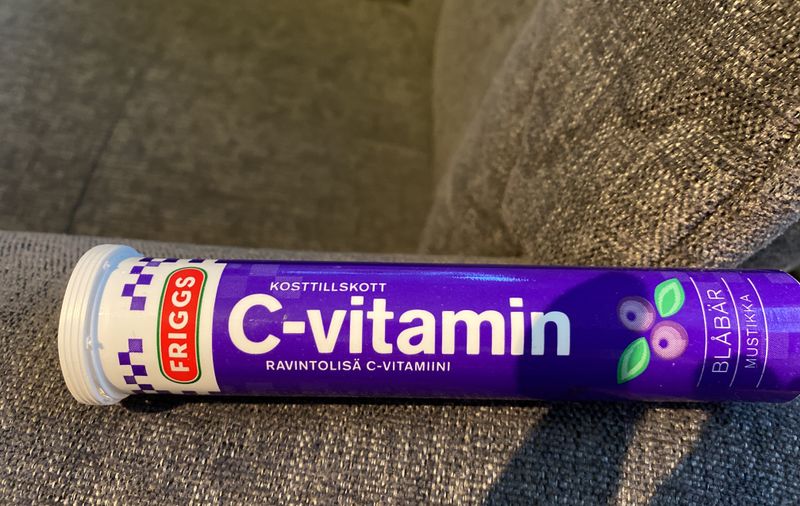 FRIGGS
KOSTTILLSKOTT
C-vitamin
RAVINTOLISÄ C-VITAMIINI
BLÅBÄR
MUSTIKKA